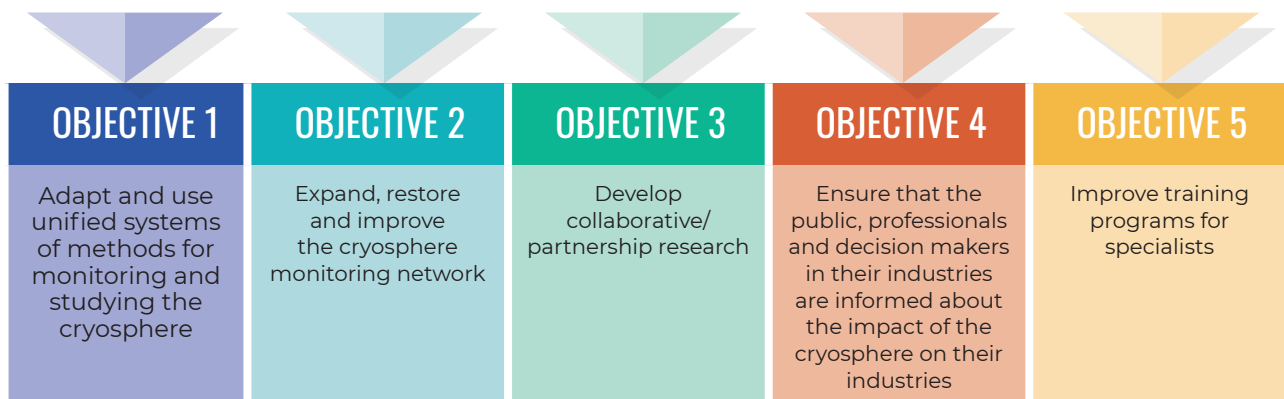 OBJECTIVE 1
Adapt and use
unified systems
of methods for
monitoring and
studying the
cryosphere
OBJECTIVE 2
Expand, restore
and improve
the cryosphere
monitoring network
OBJECTIVE 3
Develop
collaborative/
partnership research
OBJECTIVE 4
Ensure that the
public, professionals
and decision makers
in their industries
are informed about
the impact of the
cryosphere on their
industries
OBJECTIVE 5
Improve training
programs for
specialists